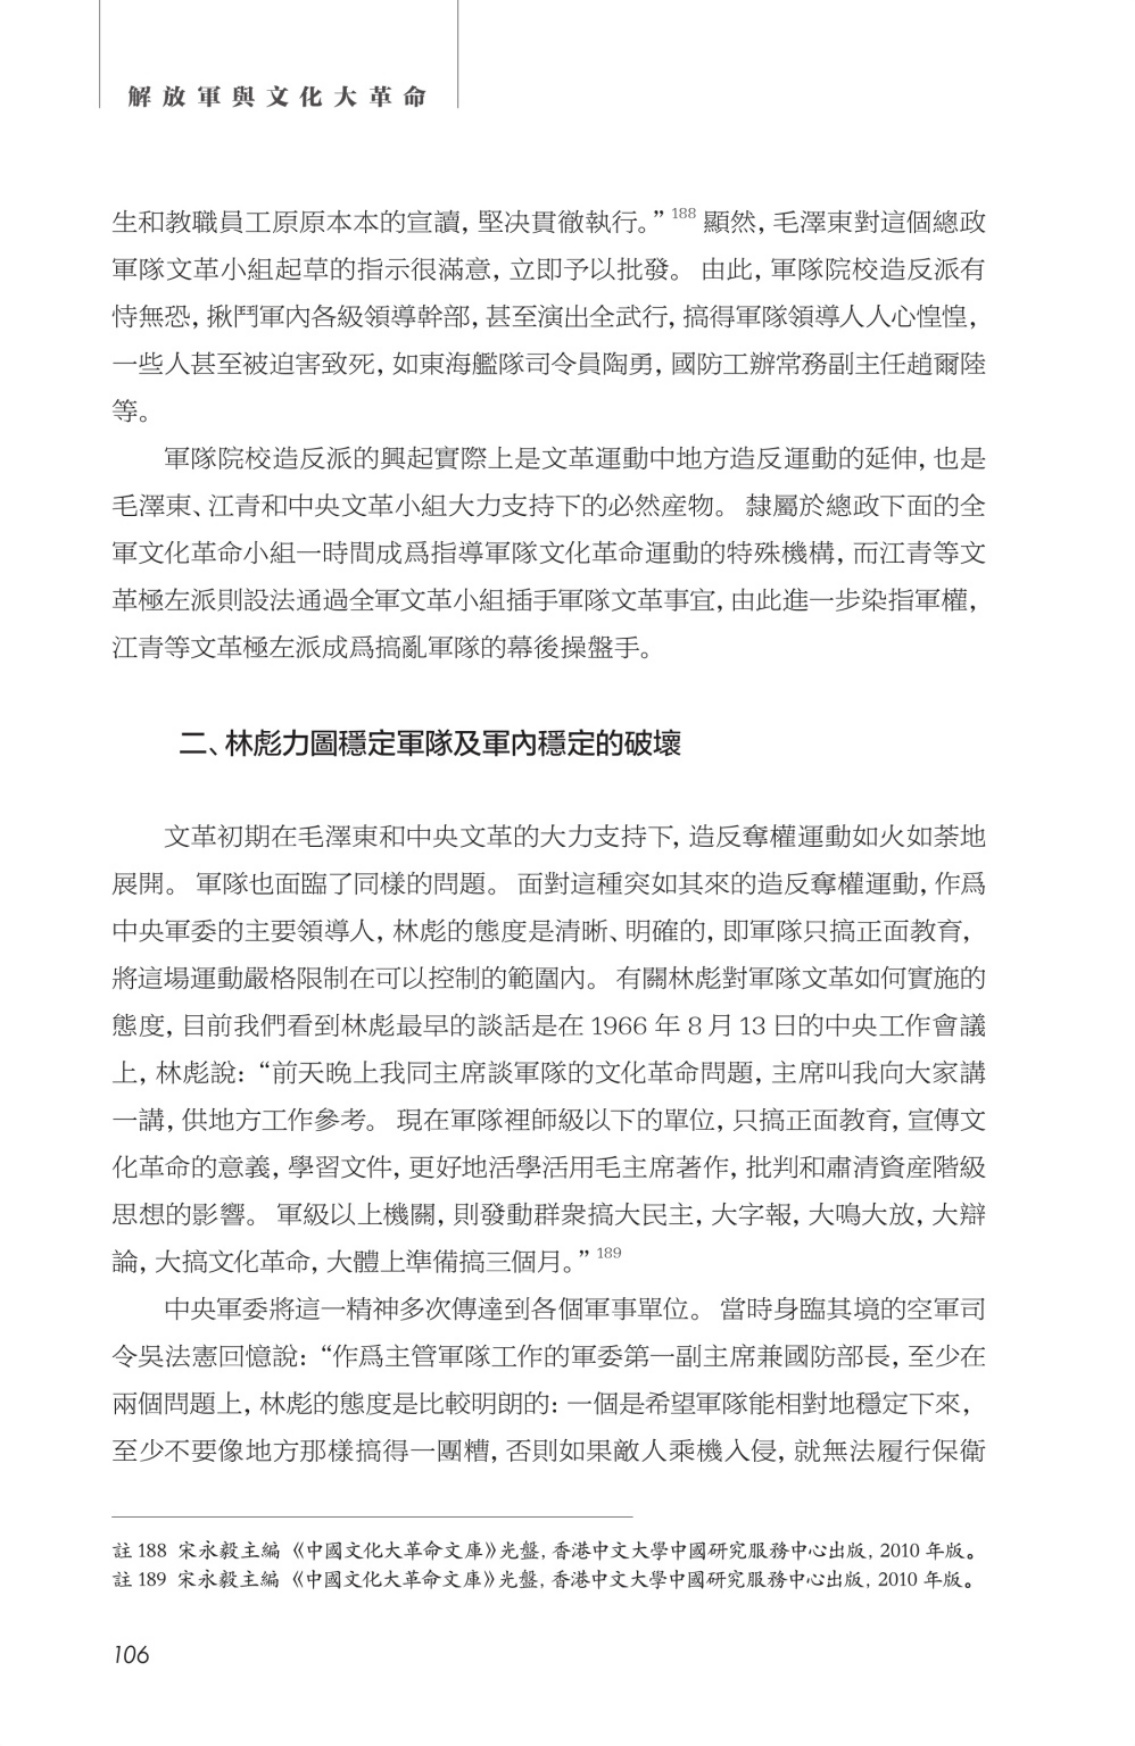 解放軍與文化大革命
生和教職員工原原本本的宣讀，堅决貫徹執行。”188 顯然，毛澤東對這個總政
軍隊文革小組起草的指示很滿意，立即予以批發。 由此，軍隊院校造反派有
恃無恐，揪鬥軍內各級領導幹部，甚至演出全武行，搞得軍隊領導人人心惶惶，
一些人甚至被迫害致死，如東海艦隊司令員陶勇，國防工辦常務副主任趙爾陸
等。
軍隊院校造反派的興起實際上是文革運動中地方造反運動的延伸，也是
毛澤東、江青和中央文革小組大力支持下的必然産物。 隸屬於總政下面的全
軍文化革命小組一時間成爲指導軍隊文化革命運動的特殊機構，而江青等文
革極左派則設法通過全軍文革小組插手軍隊文革事宜，由此進一步染指軍權，
江青等文革極左派成爲搞亂軍隊的幕後操盤手。
二、林彪力圖穩定軍隊及軍內穩定的破壞
文革初期在毛澤東和中央文革的大力支持下，造反奪權運動如火如荼地
展開。 軍隊也面臨了同樣的問題。 面對這種突如其來的造反奪權運動，作爲
中央軍委的主要領導人，林彪的態度是清晰、明確的，即軍隊只搞正面教育，
將這場運動嚴格限制在可以控制的範圍內。 有關林彪對軍隊文革如何實施的
態度，目前我們看到林彪最早的談話是在 1966 年 8 月 13 日的中央工作會議
上，林彪說：“前天晚上我同主席談軍隊的文化革命問題，主席叫我向大家講
一講，供地方工作參考。 現在軍隊裡師級以下的單位，只搞正面教育，宣傳文
化革命的意義，學習文件，更好地活學活用毛主席著作，批判和肅清資産階級
思想的影響。 軍級以上機關，則發動群衆搞大民主，大字報，大鳴大放，大辯
論，大搞文化革命，大體上準備搞三個月。”189
中央軍委將這一精神多次傳達到各個軍事單位。 當時身臨其境的空軍司
令吳法憲回憶說：“作爲主管軍隊工作的軍委第一副主席兼國防部長，至少在
兩個問題上，林彪的態度是比較明朗的：一個是希望軍隊能相對地穩定下來，
至少不要像地方那樣搞得一團糟，否則如果敵人乘機入侵，就無法履行保衛
註 188 宋永毅主編《中國文化大革命文庫》光盤，香港中文大學中國研究服務中心出版，2010 年版。
註 189 宋永毅主編《中國文化大革命文庫》光盤，香港中文大學中國研究服務中心出版，2010 年版。
106